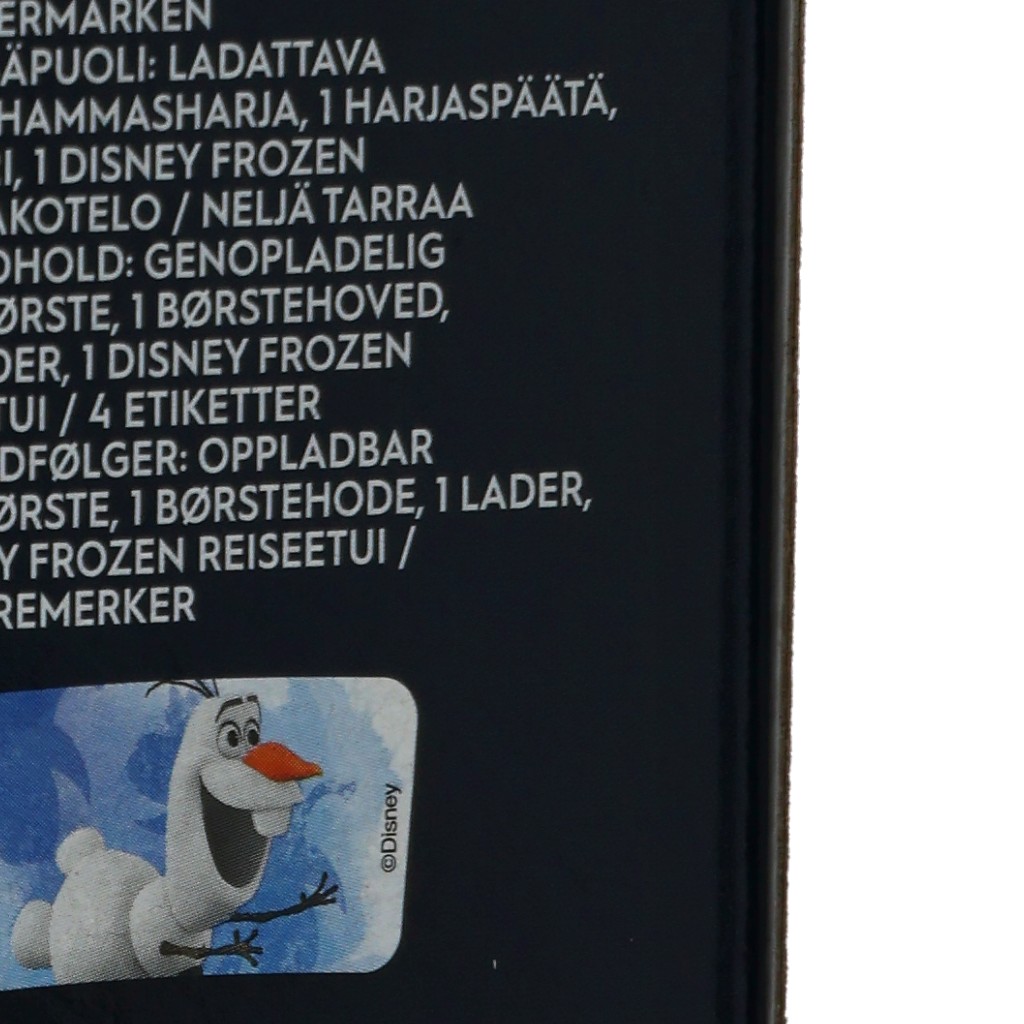 ERMÄRKEN
ÄPUOLI: LADATTAVA
HAMMASHARJA, 1 HARJASPÄÄTÄ,
I, 1 DISNEY FROZEN
AKOTELO / NELJÄ TARRAA
DHOLD: GENOPLADELIG
ØRSTE, 1 BØRSTEHOVED,
DER, 1 DISNEY FROZEN
TUI / 4 ETIKETTER
DFØLGER: OPPLADBAR
ØRSTE, 1 BØRSTEHODE, 1 LADER,
Y FROZEN REISEETUI /
REMERKER
©Disney